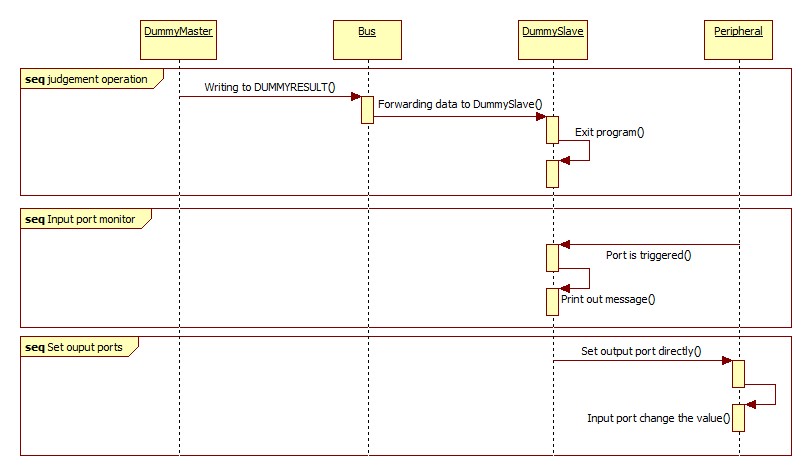 DummyMaster
Bus
DummySlave
Peripheral
seq judgement operation
Writing to DUMMYRESULT()
Forwarding data to DummySlave()
Exit program()
seq Input port monitor
Port is triggered()
Print out message()
seq Set ouput ports
Set output port directly()
Input port change the value()